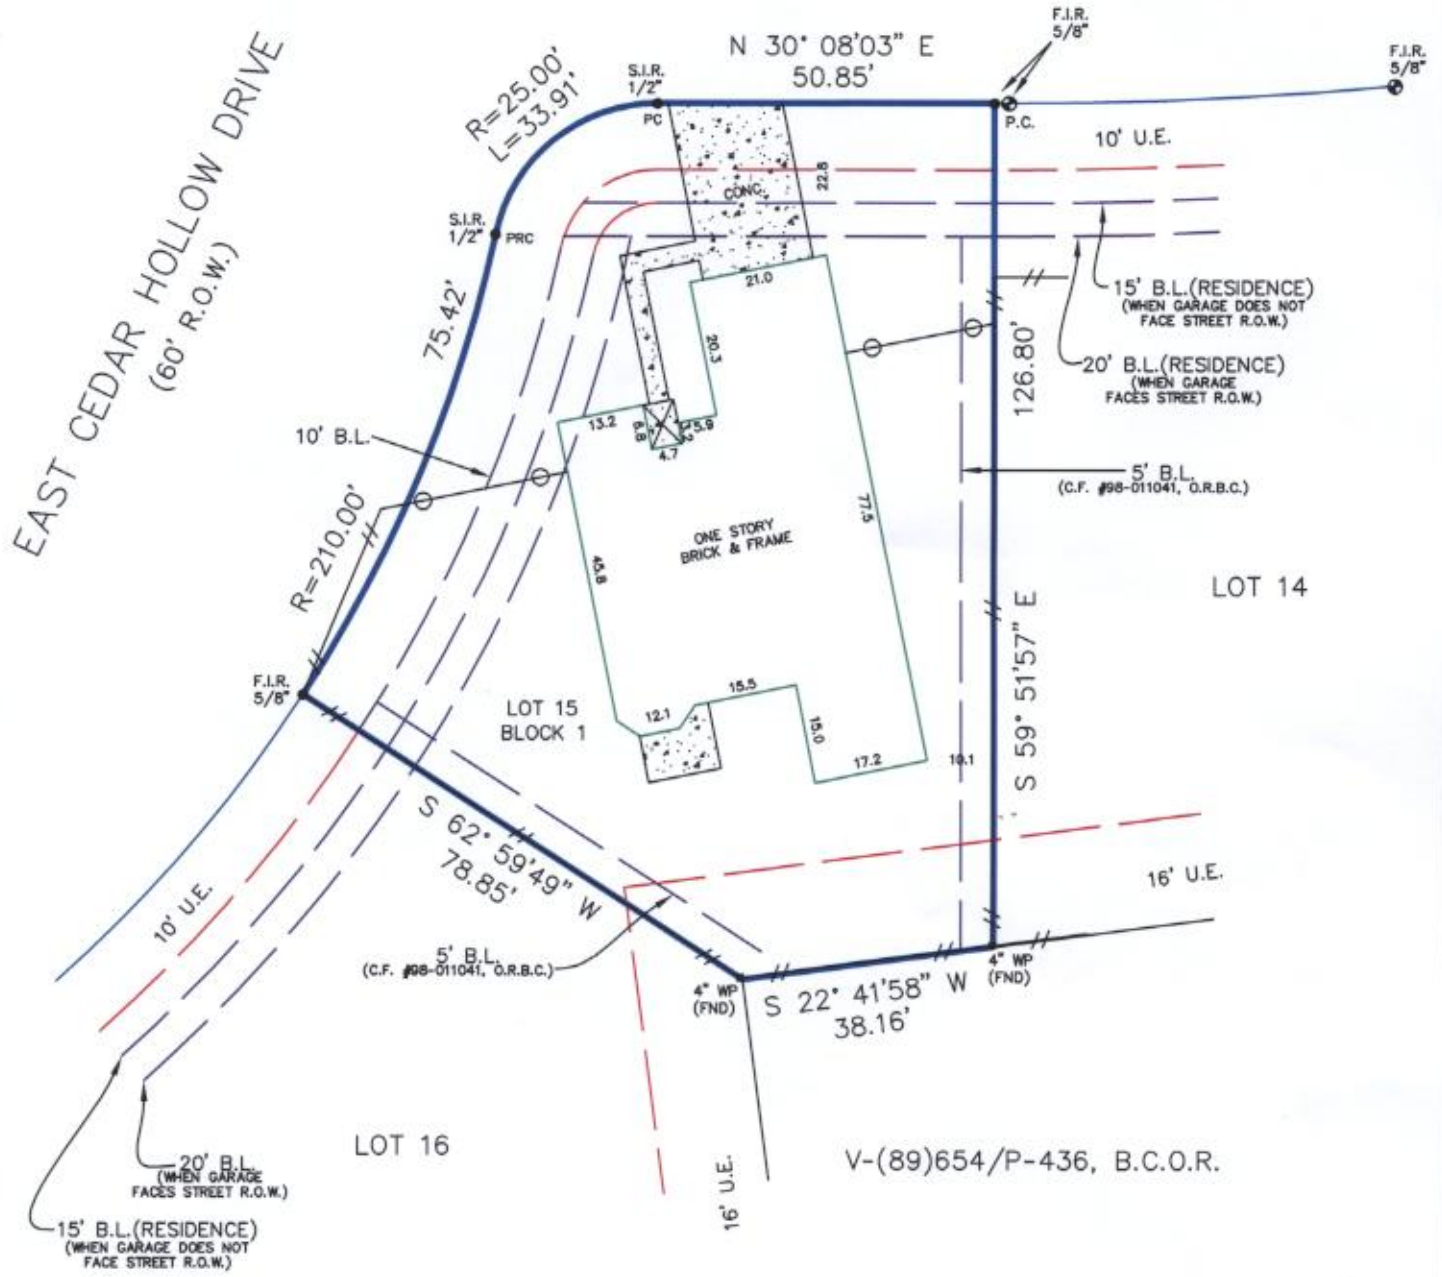 F.I.R.
5/8"
N 30° 08'03" E
50.85'
F.I.R.
5/8"
S.I.R.
1/2"
PC
P.C.
R=25.00'
L=33.91'
10' U.E.
EAST CEDAR HOLLOW DRIVE
(60' R.O.W.)
CONC.
22.8
S.I.R.
1/2"
PRC
21.0
15' B.L.(RESIDENCE)
(WHEN GARAGE DOES NOT
FACE STREET R.O.W.)
75.42'
20.3
126.80'
20' B.L.(RESIDENCE)
(WHEN GARAGE
FACES STREET R.O.W.)
13.2
6.8
5.9
4.7
10' B.L.
5' B.L.
(C.F. #98-011041, O.R.B.C.)
R=210.00'
77.5
ONE STORY
BRICK & FRAME
45.8
LOT 14
S 59° 51'57" E
F.I.R.
5/8"
15.5
LOT 15
BLOCK 1
12.1
15.0
17.2
10.1
S 62° 59'49" W
78.85'
16' U.E.
10' U.E.
5' B.L.
(C.F. #98-011041, O.R.B.C.)
4" WP
(FND)
S 22° 41'58" W
38.16'
4" WP
(FND)
LOT 16
20' B.L.
(WHEN GARAGE
FACES STREET R.O.W.)
16' U.E.
V-(89)654/P-436, B.C.O.R.
15' B.L.(RESIDENCE)
(WHEN GARAGE DOES NOT
FACE STREET R.O.W.)